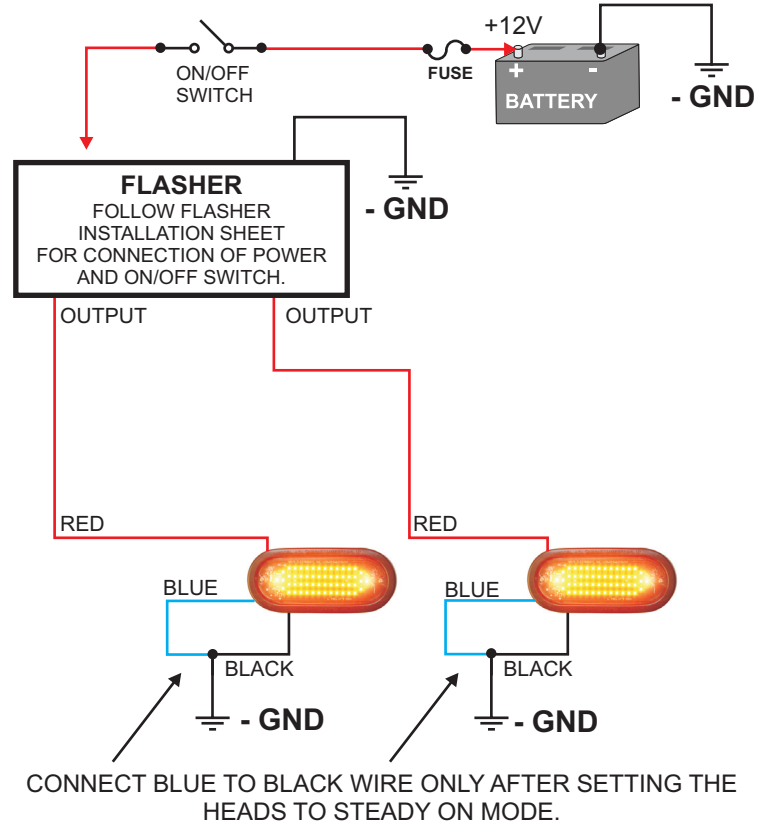 +12V
ON/OFF
SWITCH
FUSE
+ -
BATTERY
- GND
FLASHER
FOLLOW FLASHER
INSTALLATION SHEET
FOR CONNECTION OF POWER
AND ON/OFF SWITCH.
- GND
OUTPUT OUTPUT
RED RED
BLUE BLUE
BLACK BLACK
- GND - GND
CONNECT BLUE TO BLACK WIRE ONLY AFTER SETTING THE
HEADS TO STEADY ON MODE.